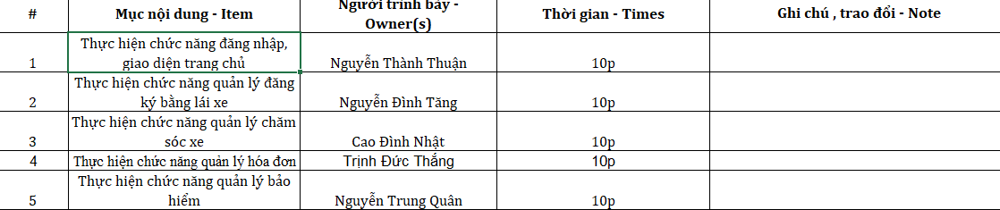 # Mục nội dung - Item Người trình bày - Owner(s) Thời gian - Times Ghi chú , trao đổi - Note
1 Thực hiện chức năng đăng nhập, giao diện trang chủ Nguyễn Thành Thuận 10p
2 Thực hiện chức năng quản lý đăng ký bằng lái xe Nguyễn Đình Tăng 10p
3 Thực hiện chức năng quản lý chăm sóc xe Cao Đình Nhật 10p
4 Thực hiện chức năng quản lý hóa đơn Trịnh Đức Thắng 10p
5 Thực hiện chức năng quản lý bảo hiểm Nguyễn Trung Quân 10p